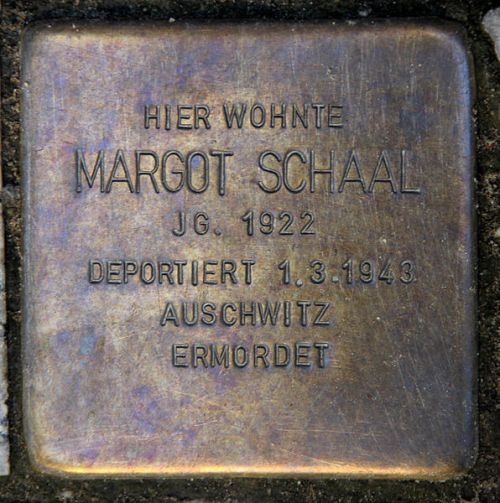 HIER WOHNTE
MARGOT SCHAAL
JG. 1922
DEPORTIERT 1.3.1943
AUSCHWITZ
ERMORDET